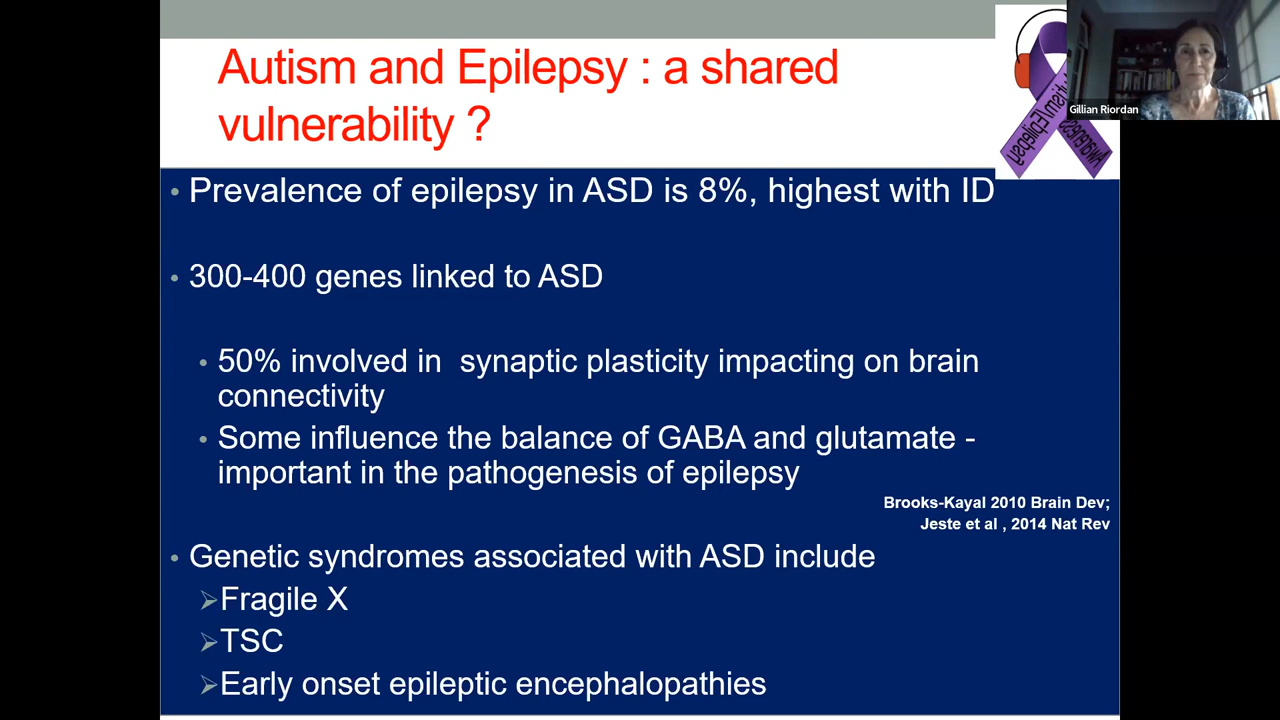 Autism and Epilepsy : a shared
vulnerability ?
Gillian Riordan
Autism Epilepsy
Awareness
• Prevalence of epilepsy in ASD is 8%, highest with ID
• 300-400 genes linked to ASD
• 50% involved in  synaptic plasticity impacting on brain
connectivity
• Some influence the balance of GABA and glutamate -
important in the pathogenesis of epilepsy
Brooks-Kayal 2010 Brain Dev;
Jeste et al , 2014 Nat Rev
• Genetic syndromes associated with ASD include
➢Fragile X
➢TSC
➢Early onset epileptic encephalopathies